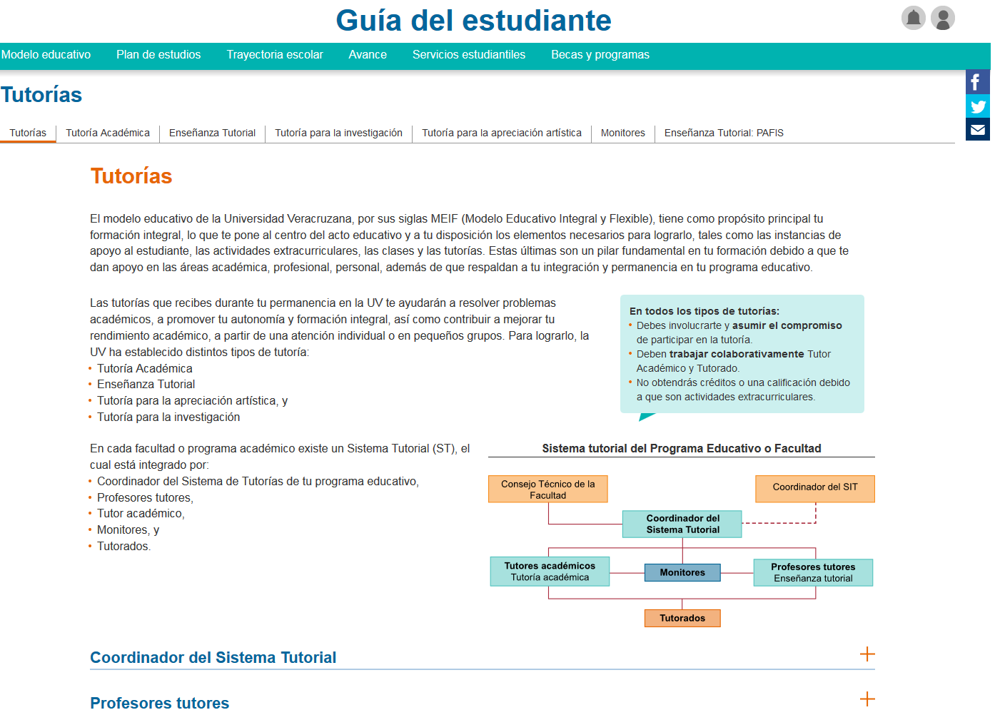 Guía del estudiante
Modelo educativo Plan de estudios Trayectoria escolar Avance Servicios estudiantiles Becas y programas
Tutorías
Tutorías Tutoría Académica Enseñanza Tutorial Tutoría para la investigación Tutoría para la apreciación artística Monitores Enseñanza Tutorial: PAFIS
Tutorías
El modelo educativo de la Universidad Veracruzana, por sus siglas MEIF (Modelo Educativo Integral y Flexible), tiene como propósito principal tu
formación integral, lo que te pone al centro del acto educativo y a tu disposición los elementos necesarios para lograrlo, tales como las instancias de
apoyo al estudiante, las actividades extracurriculares, las clases y las tutorías. Estas últimas son un pilar fundamental en tu formación debido a que te
dan apoyo en las áreas académica, profesional, personal, además de que respaldan a tu integración y permanencia en tu programa educativo.
Las tutorías que recibes durante tu permanencia en la UV te ayudarán a resolver problemas
académicos, a promover tu autonomía y formación integral, así como contribuir a mejorar tu
rendimiento académico, a partir de una atención individual o en pequeños grupos. Para lograrlo, la
UV ha establecido distintos tipos de tutoría:
• Tutoría Académica
• Enseñanza Tutorial
• Tutoría para la apreciación artística, y
• Tutoría para la investigación
En todos los tipos de tutorías:
• Debes involucrarte y asumir el compromiso
de participar en la tutoría.
• Deben trabajar colaborativamente Tutor
Académico y Tutorado.
• No obtendrás créditos o una calificación debido
a que son actividades extracurriculares.
En cada facultad o programa académico existe un Sistema Tutorial (ST), el
cual está integrado por:
• Coordinador del Sistema de Tutorías de tu programa educativo,
• Profesores tutores,
• Tutor académico,
• Monitores, y
• Tutorados.
Sistema tutorial del Programa Educativo o Facultad
Consejo Técnico de la
Facultad
Coordinador del SIT
Coordinador del
Sistema Tutorial
Tutores académicos
Tutoría académica
Monitores
Profesores tutores
Enseñanza tutorial
Tutorados
Coordinador del Sistema Tutorial
Profesores tutores